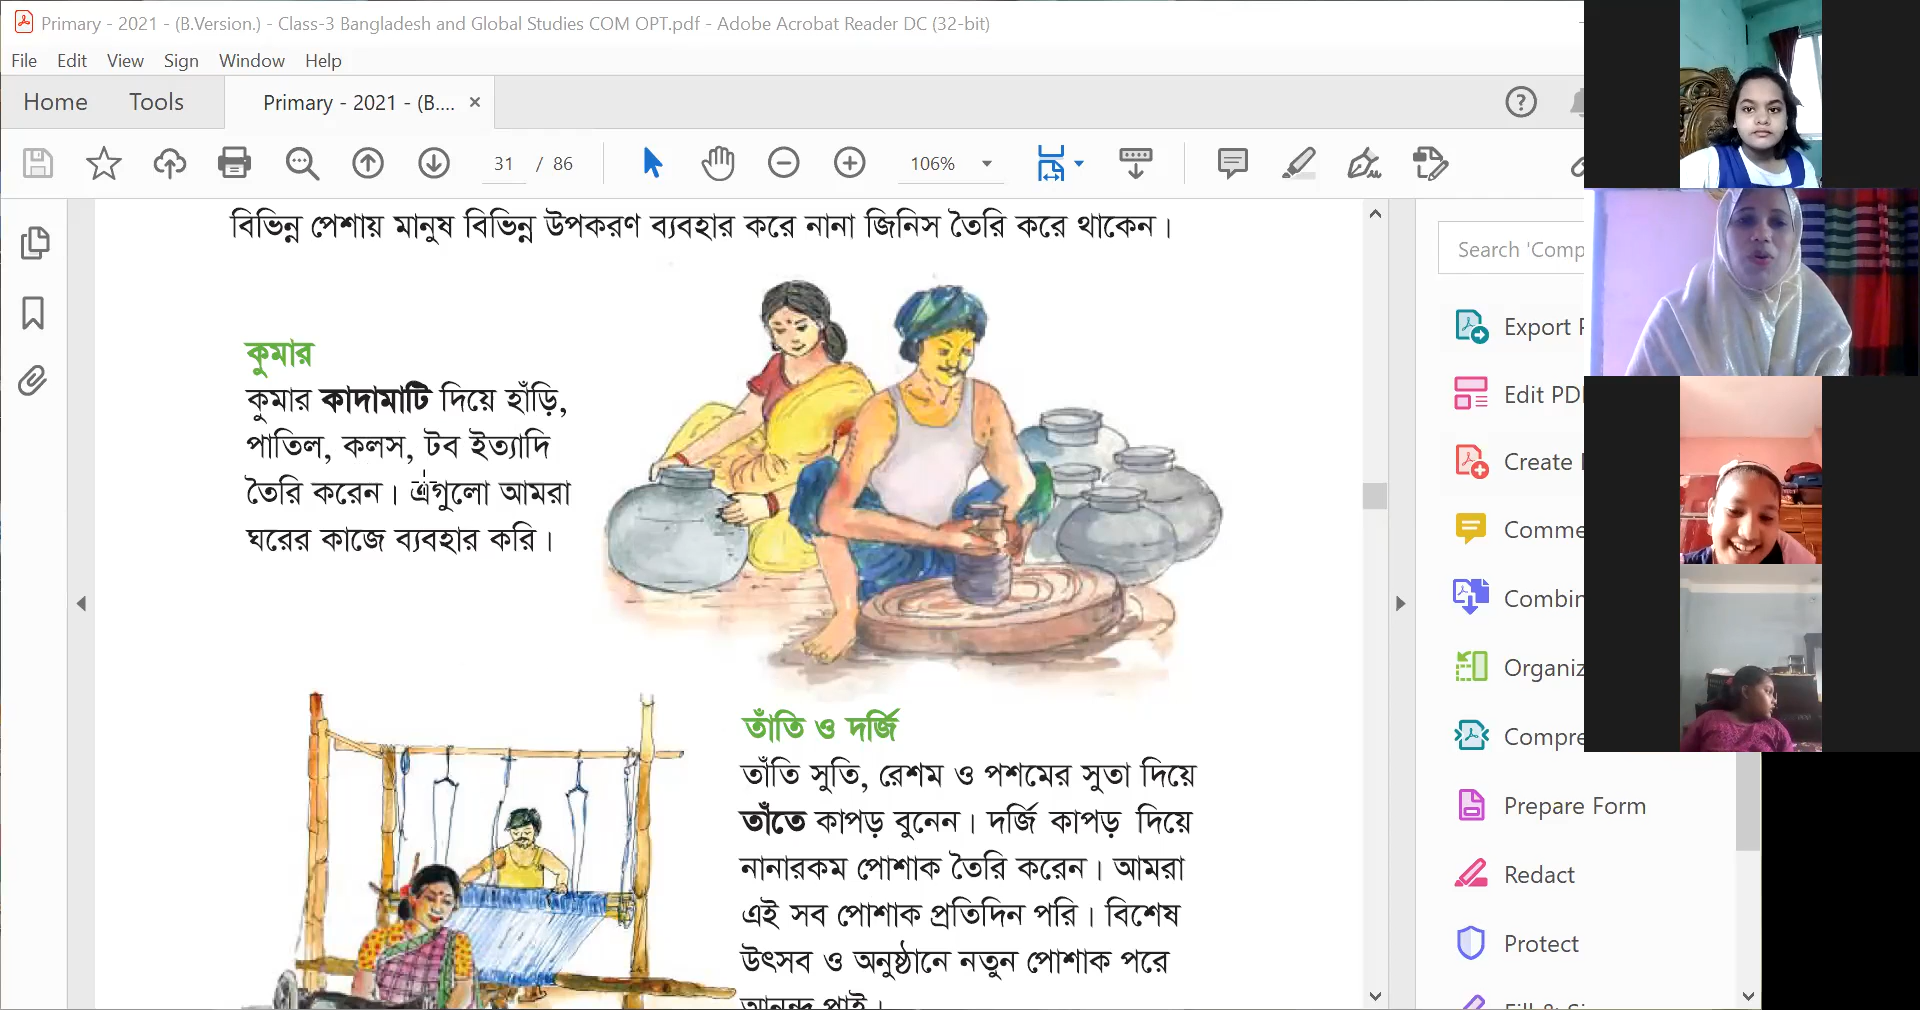 Primary - 2021 - (B.Version.) - Class-3 Bangladesh and Global Studies COM OPT.pdf - Adobe Acrobat Reader DC (32-bit)
File Edit View Sign Window Help
Home Tools Primary - 2021 - (B.... ×
31 / 86 106%
বিভিন্ন পেশায় মানুষ বিভিন্ন উপকরণ ব্যবহার করে নানা জিনিস তৈরি করে থাকেন।
কুমার
কুমার কাদামাটি দিয়ে হাঁড়ি,
পাতিল, কলস, টব ইত্যাদি
তৈরি করেন। এগুলো আমরা
ঘরের কাজে ব্যবহার করি।
তাঁতি ও দর্জি
তাঁতি সুতি, রেশম ও পশমের সুতা দিয়ে
তাঁতে কাপড় বুনেন। দর্জি কাপড় দিয়ে
নানারকম পোশাক তৈরি করেন। আমরা
এই সব পোশাক প্রতিদিন পরি। বিশেষ
উৎসব ও অনুষ্ঠানে নতুন পোশাক পরে
আনন্দ পাই।
Search 'Comp
Export
Edit PD
Create
Comme
Combin
Organiz
Compre
Prepare Form
Redact
Protect